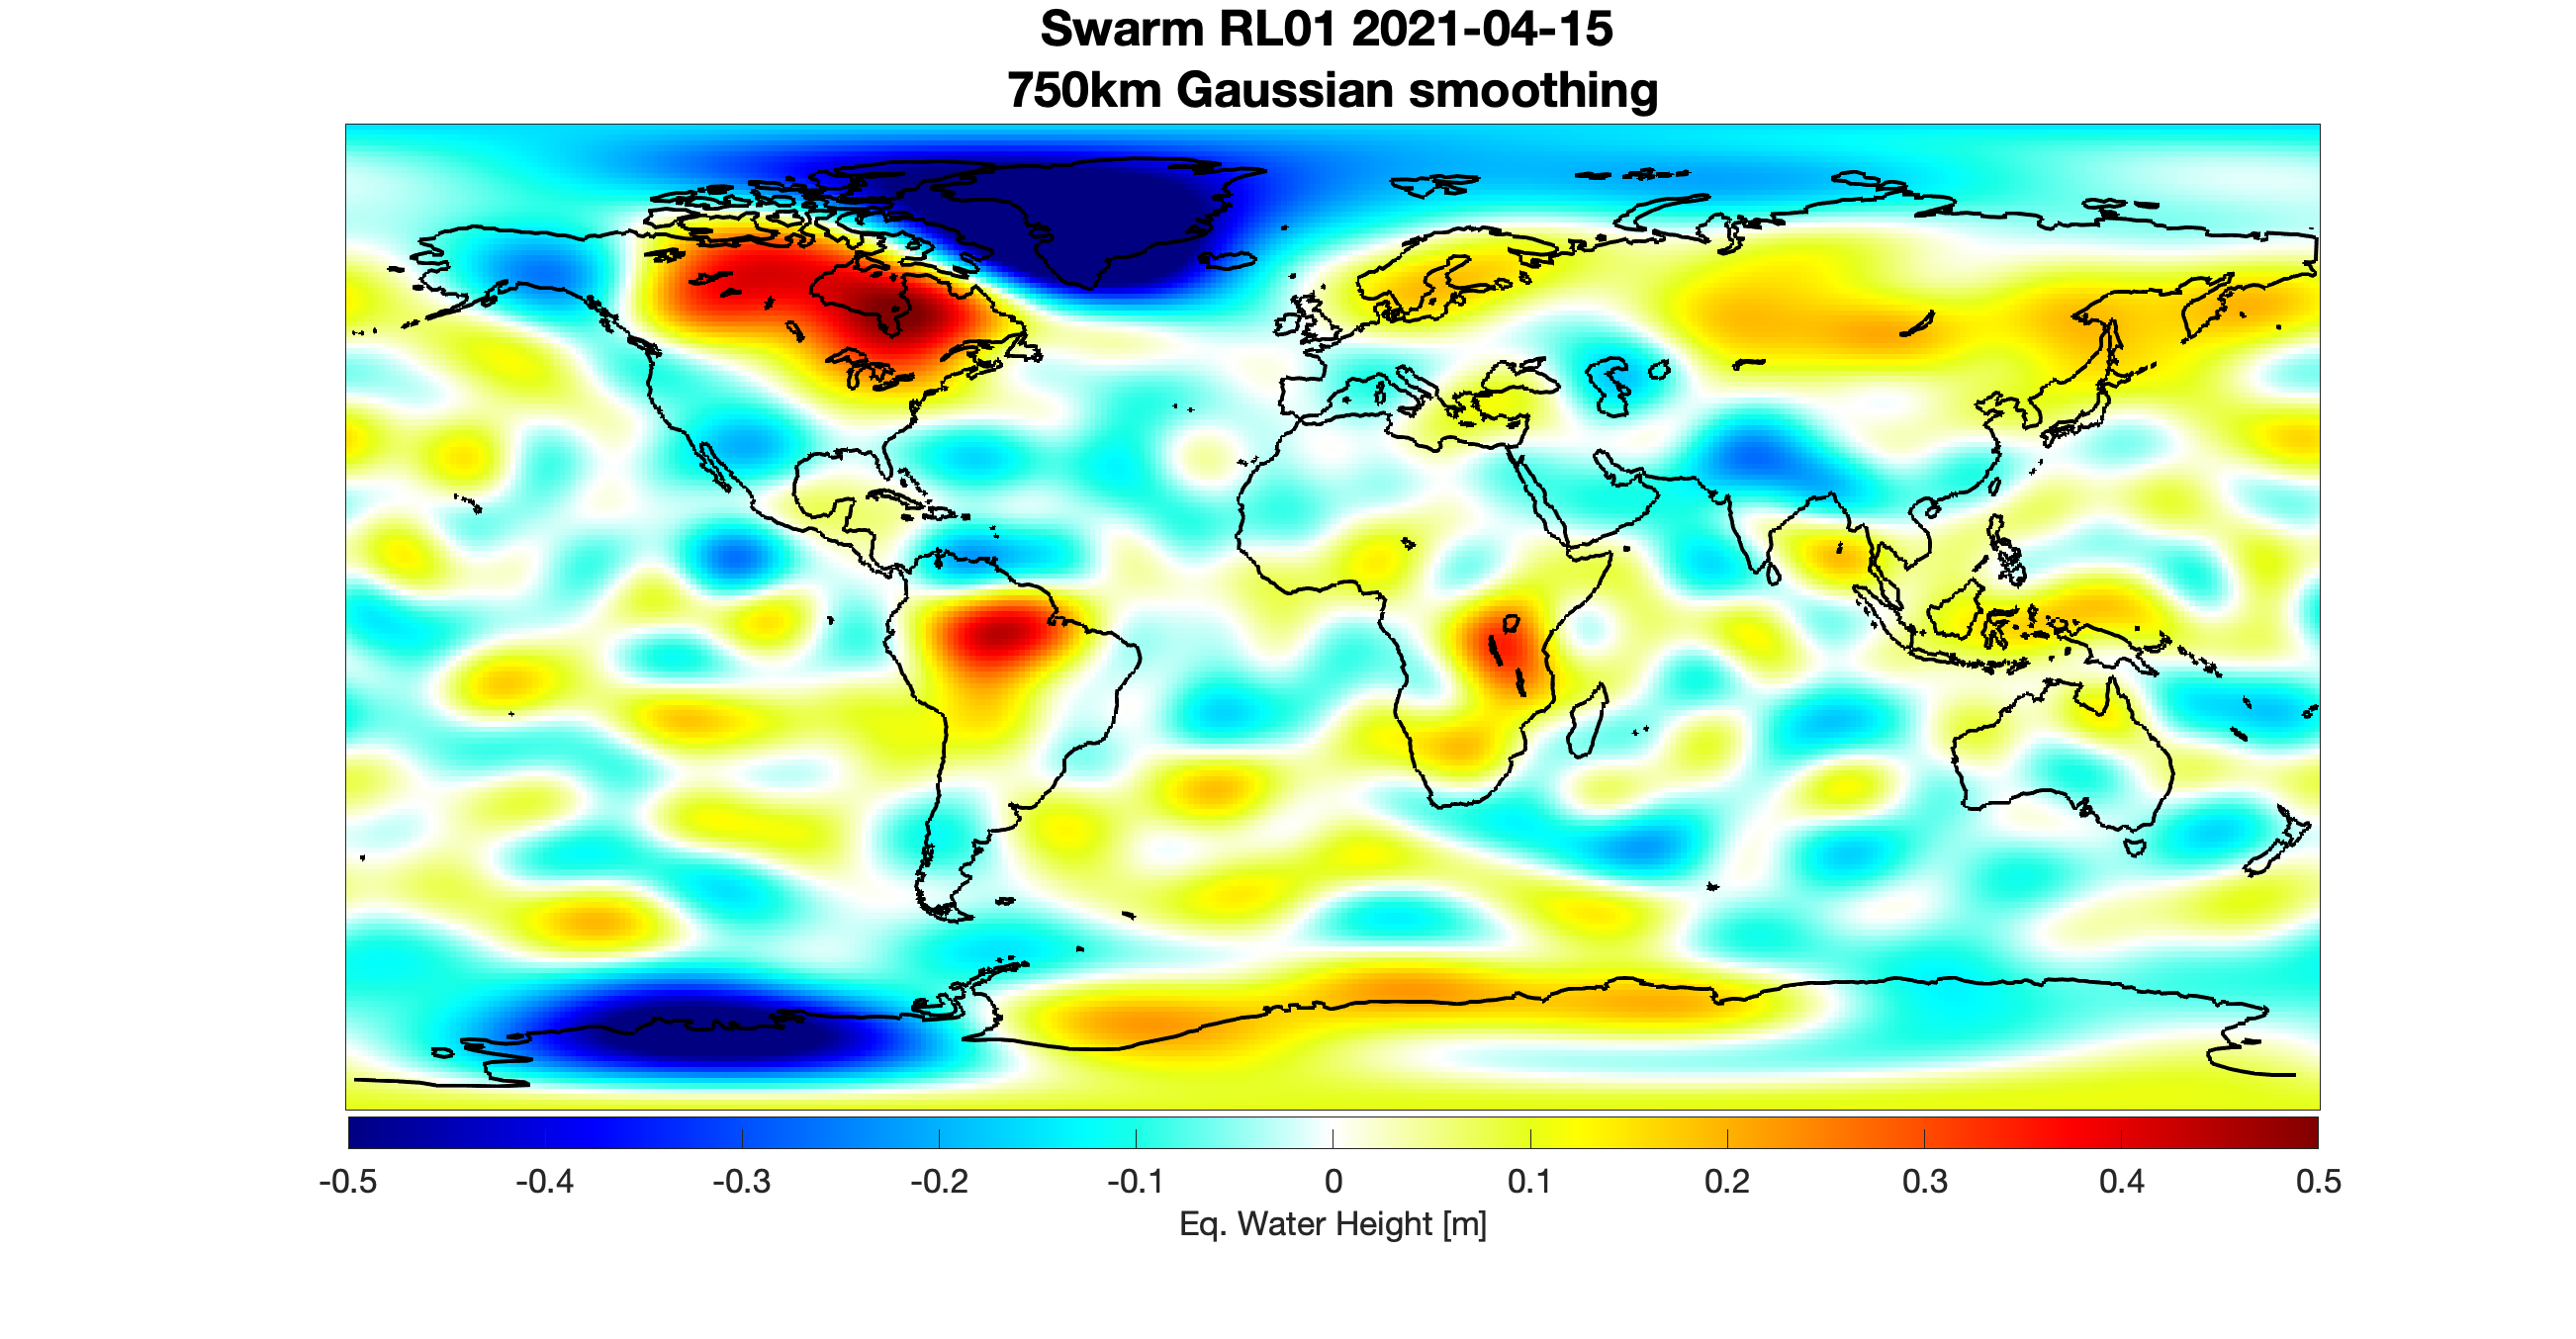 Swarm RL01 2021-04-15
750km Gaussian smoothing
-0.5 -0.4 -0.3 -0.2 -0.1 0 0.1 0.2 0.3 0.4 0.5
Eq. Water Height [m]